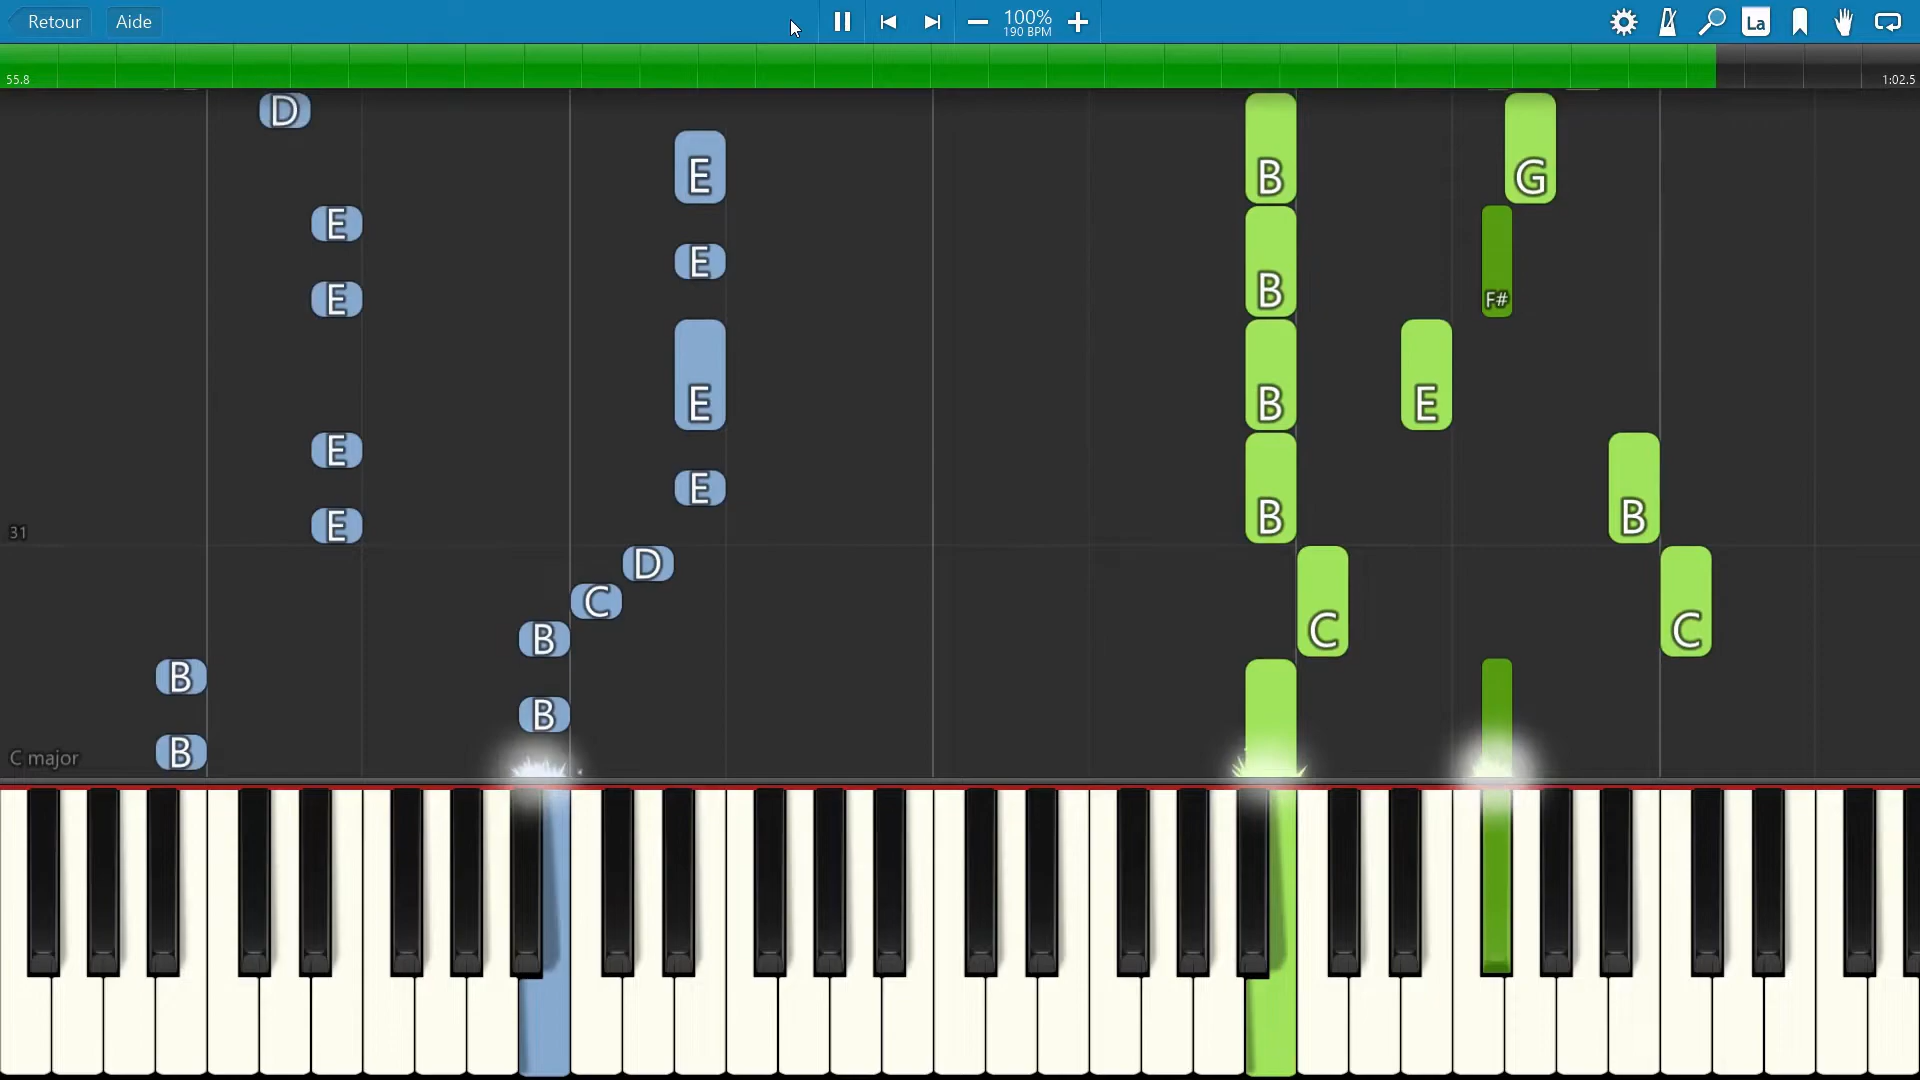 Retour Aide 100% La
190 BPM
55.8 1:02.5
D
E E B G
E
E B F#
E
E E B E
E
E B B
31 E
D
C
B C C
B
B
C major B